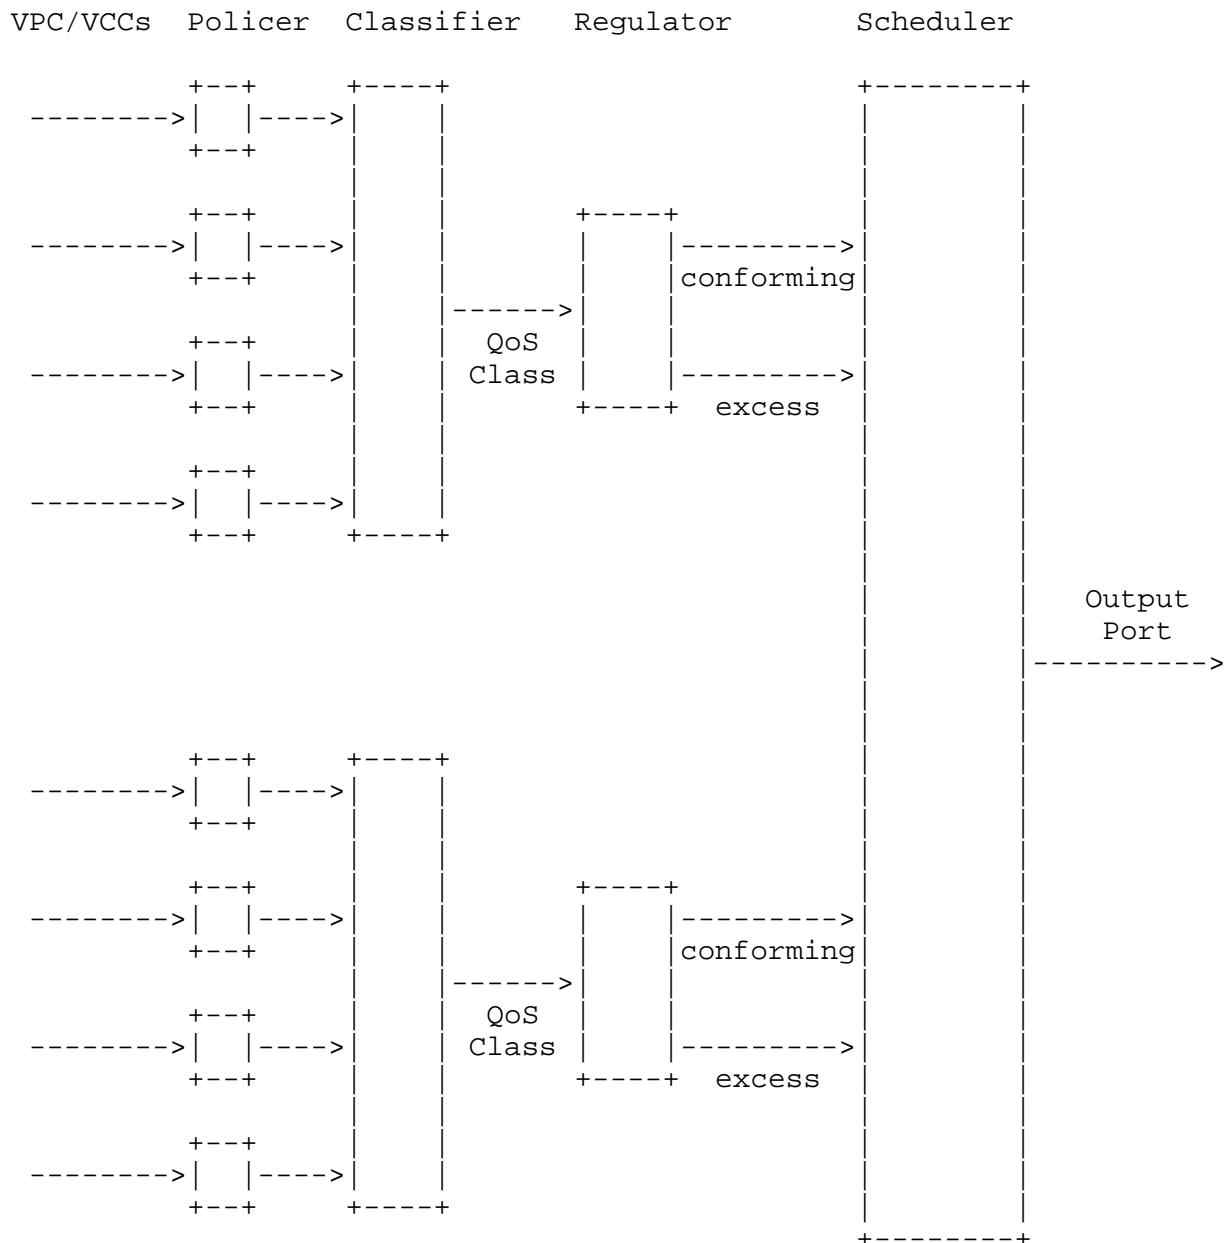 VPC/VCCs Policer Classifier Regulator Scheduler
conforming
QoS
Class
excess
Output
Port
conforming
QoS
Class
excess